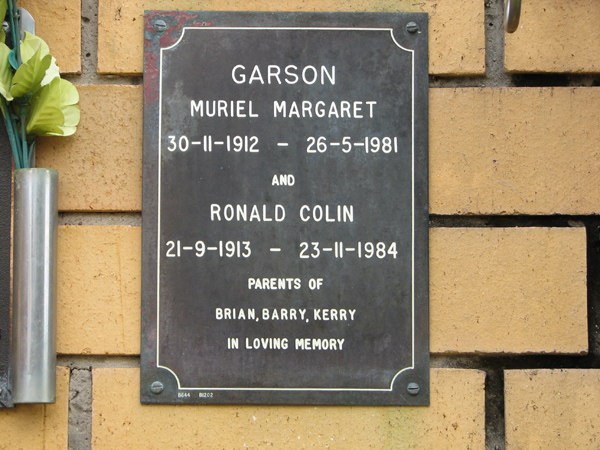 GARSON
MURIEL MARGARET
30-11-1912 - 26-5-1981
AND
RONALD COLIN
21-9-1913 - 23-11-1984
PARENTS OF
BRIAN, BARRY, KERRY
IN LOVING MEMORY